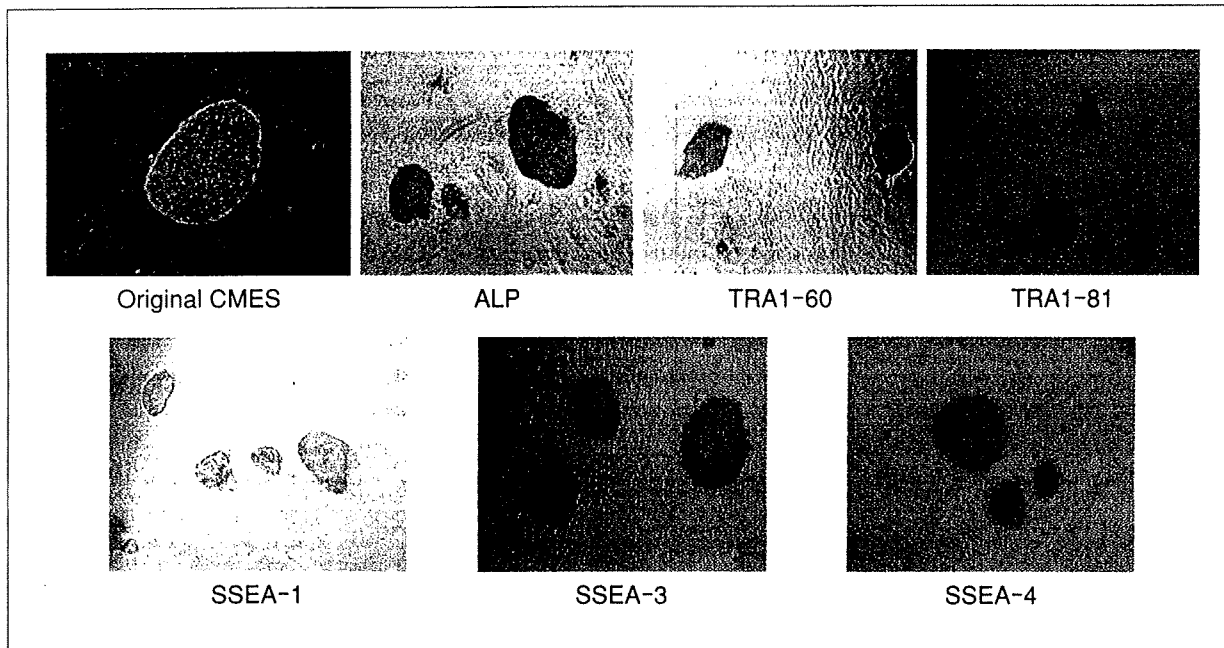 Original CMES
ALP
TRA1-60
TRA1-81
SSEA-1
SSEA-3
SSEA-4